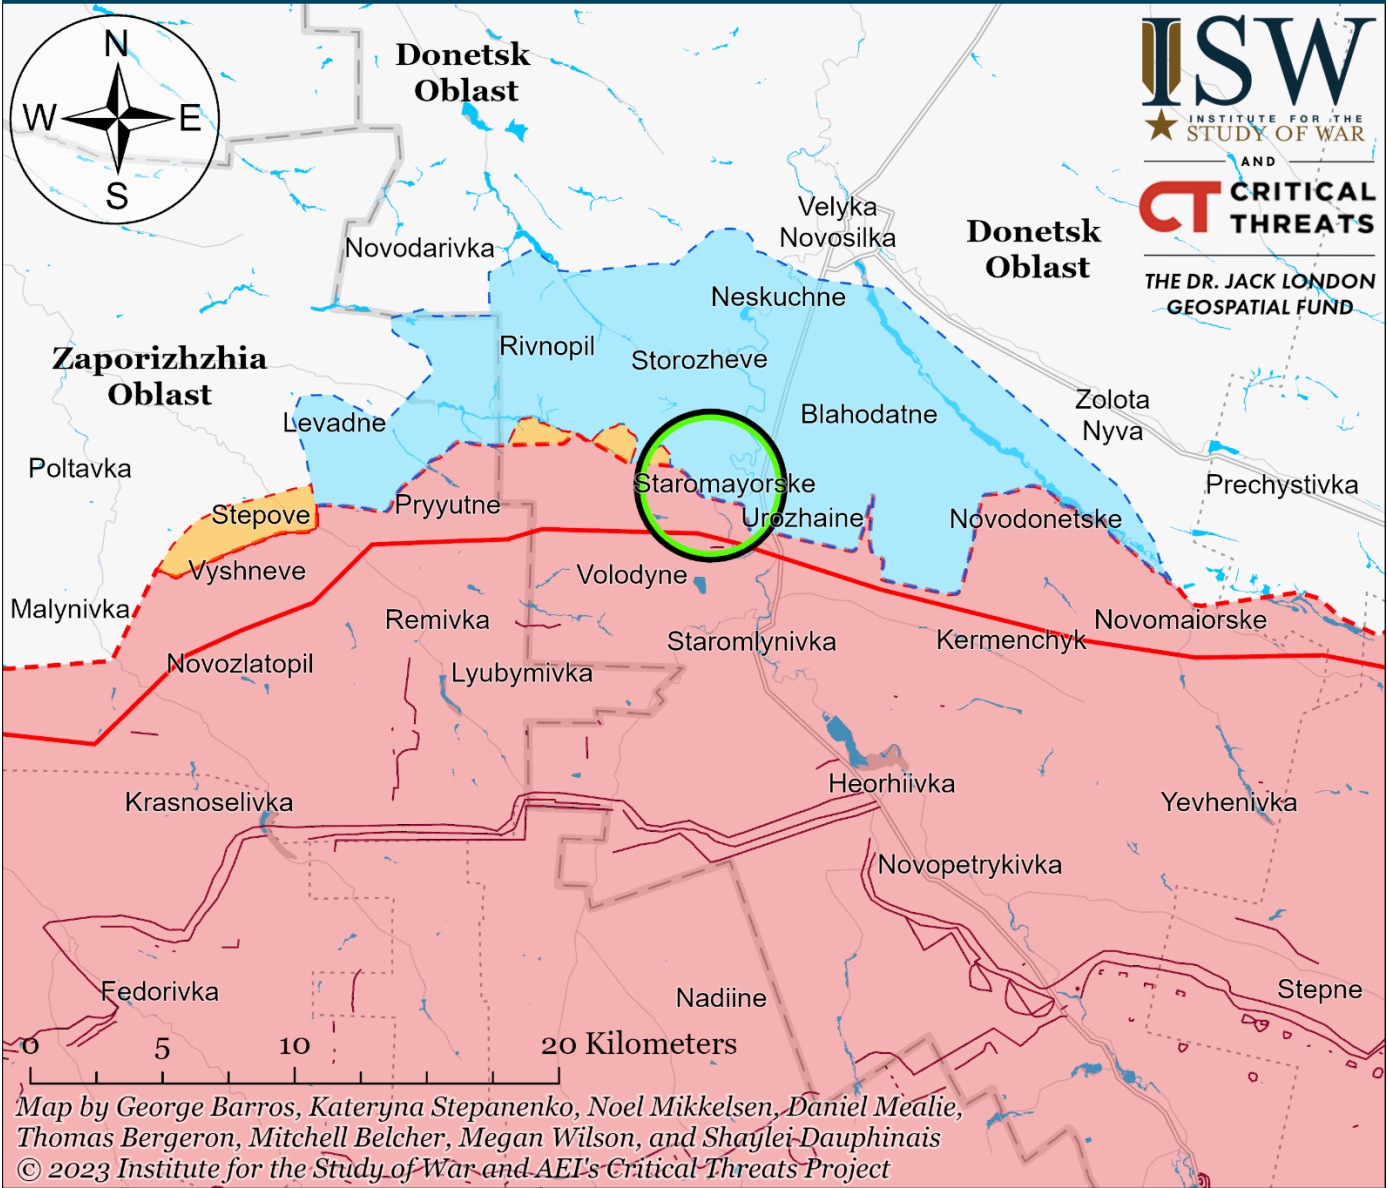 N
W
E
S
Donetsk
Oblast
ISW
INSTITUTE FOR THE
STUDY OF WAR
AND
CT CRITICAL
THREATS
THE DR. JACK LONDON
GEOSPATIAL FUND
Velyka
Novosilka
Donetsk
Oblast
Novodarivka
Neskuchne
Rivnopil
Storozheve
Zaporizhzhia
Oblast
Levadne
Blahodatne
Zolota
Nyva
Poltavka
Staromayorske
Prechystivka
Stepove
Pryyutne
Urozhaine
Novodonetske
Vyshneve
Volodyne
Malynivka
Remivka
Staromlynivka
Kermenchyk
Novomaiorske
Novozlatopil
Lyubymivka
Krasnoselivka
Heorhiivka
Yevhenivka
Novopetrykivka
Fedorivka
Nadiine
Stepne
0 5 10 20 Kilometers
Map by George Barros, Kateryna Stepanenko, Noel Mikkelsen, Daniel Mealie,
Thomas Bergeron, Mitchell Belcher, Megan Wilson, and Shaylei Dauphinais
© 2023 Institute for the Study of War and AEI's Critical Threats Project